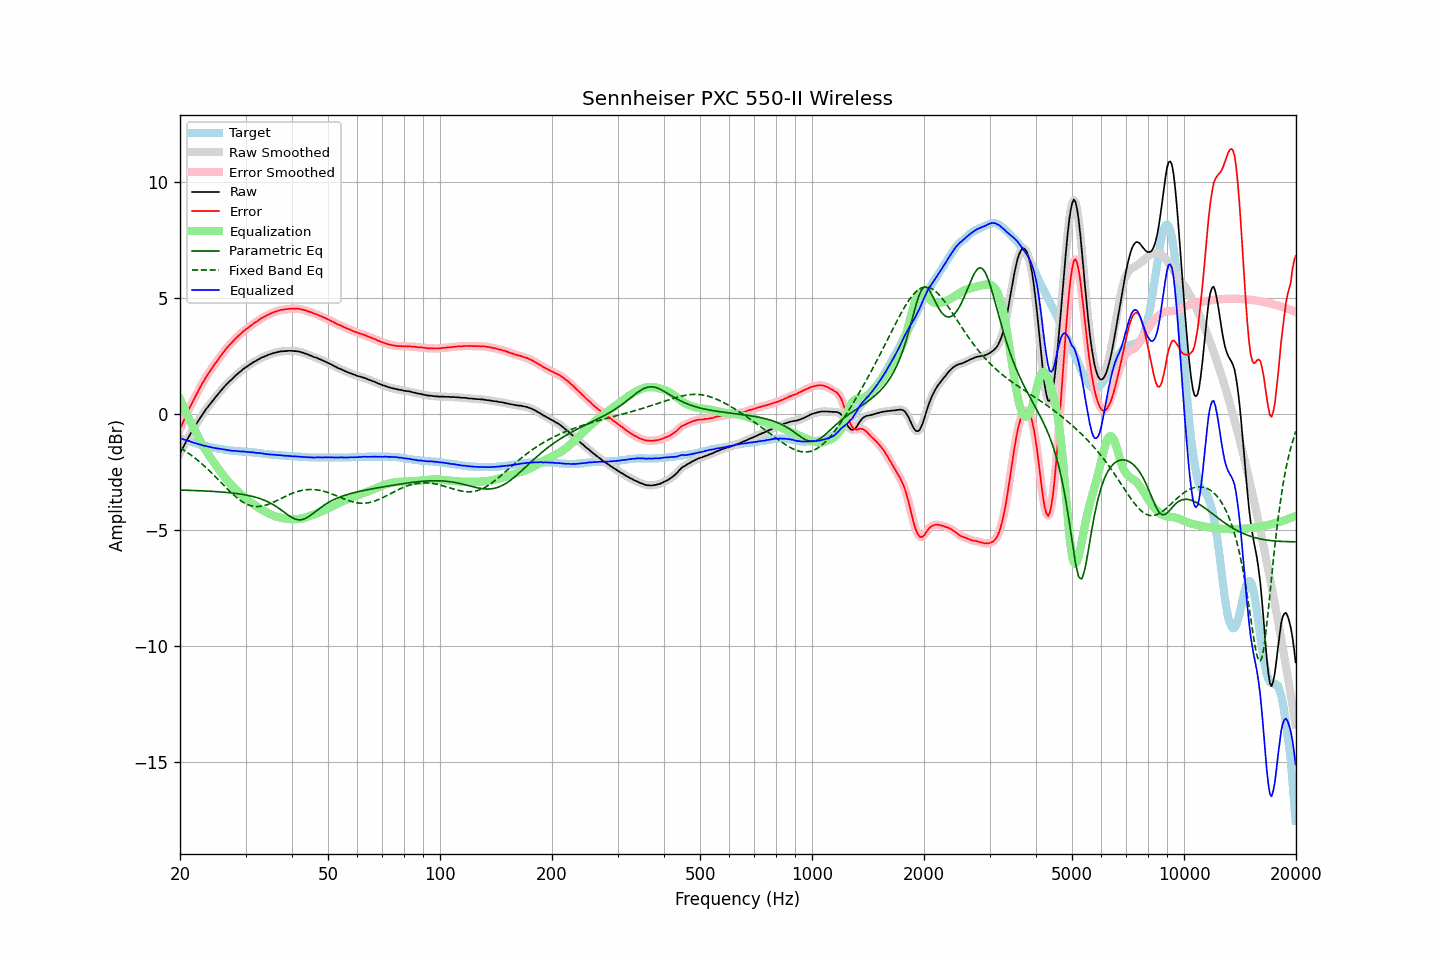 Sennheiser PXC 550-II Wireless
Target
Raw Smoothed
Error Smoothed
Raw
Error
Equalization
Parametric Eq
Fixed Band Eq
Equalized
10
5
0
−5
−10
−15
Amplitude (dBr)
20 50 100 200 500 1000 2000 5000 10000 20000
Frequency (Hz)